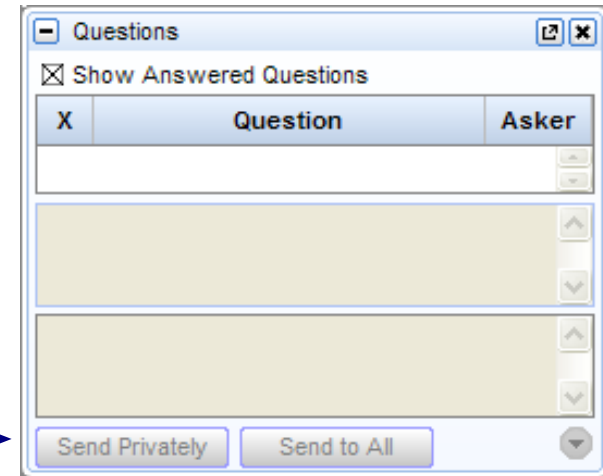 Questions
Show Answered Questions
X Question Asker
Send Privately Send to All